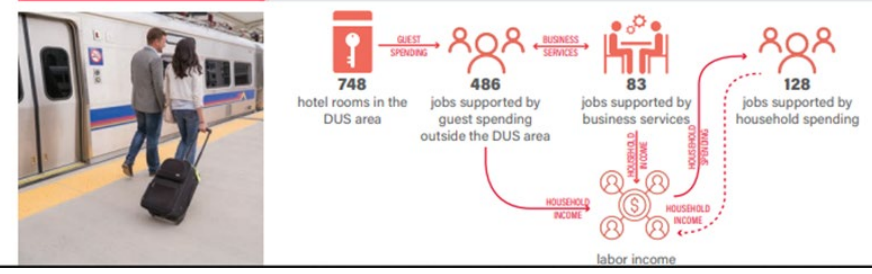 GUEST
SPENDING
BUSINESS
SERVICES
748
hotel rooms in the
DUS area
486
jobs supported by
guest spending
outside the DUS area
83
jobs supported by
business services
128
jobs supported by
household spending
HOUSEHOLD
INCOME
HOUSEHOLD
SPENDING
HOUSEHOLD
INCOME
HOUSEHOLD
INCOME
labor income